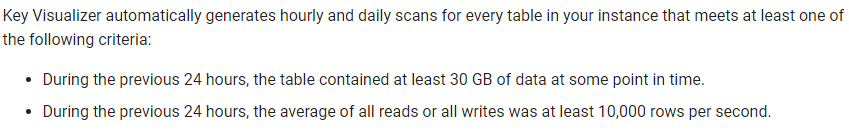 Key Visualizer automatically generates hourly and daily scans for every table in your instance that meets at least one of
the following criteria:
• During the previous 24 hours, the table contained at least 30 GB of data at some point in time.
• During the previous 24 hours, the average of all reads or all writes was at least 10,000 rows per second.